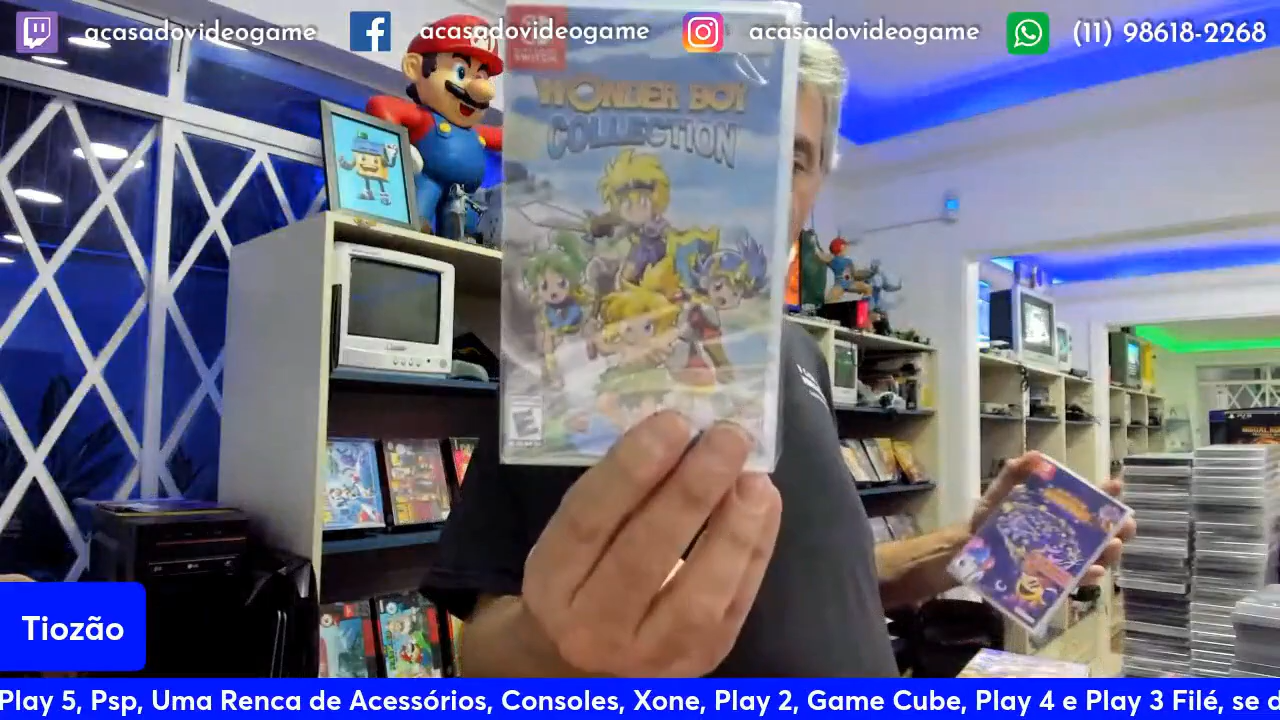 acasadovideogame
acasadovideogame
acasadovideogame
(11) 98618-2268
SWITCH
WONDER BOY
COLLECTION
Tiozão
Play 5, Psp, Uma Renca de Acessórios, Consoles, Xone, Play 2, Game Cube, Play 4 e Play 3 Filé, se d